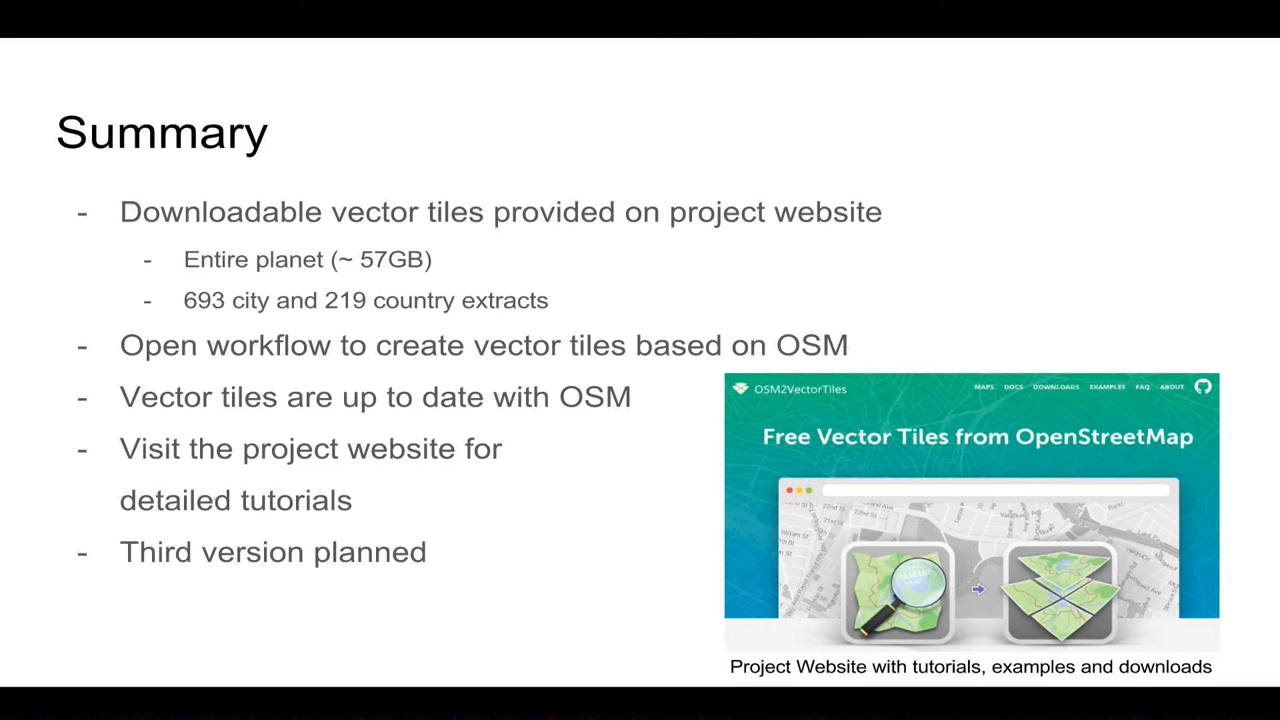 Summary
- Downloadable vector tiles provided on project website
- Entire planet (~ 57GB)
- 693 city and 219 country extracts
- Open workflow to create vector tiles based on OSM
- Vector tiles are up to date with OSM
- Visit the project website for
detailed tutorials
- Third version planned
OSM2VectorTiles
MAPS DOCS DOWNLOADS EXAMPLES FAQ ABOUT
Free Vector Tiles from OpenStreetMap
Project Website with tutorials, examples and downloads